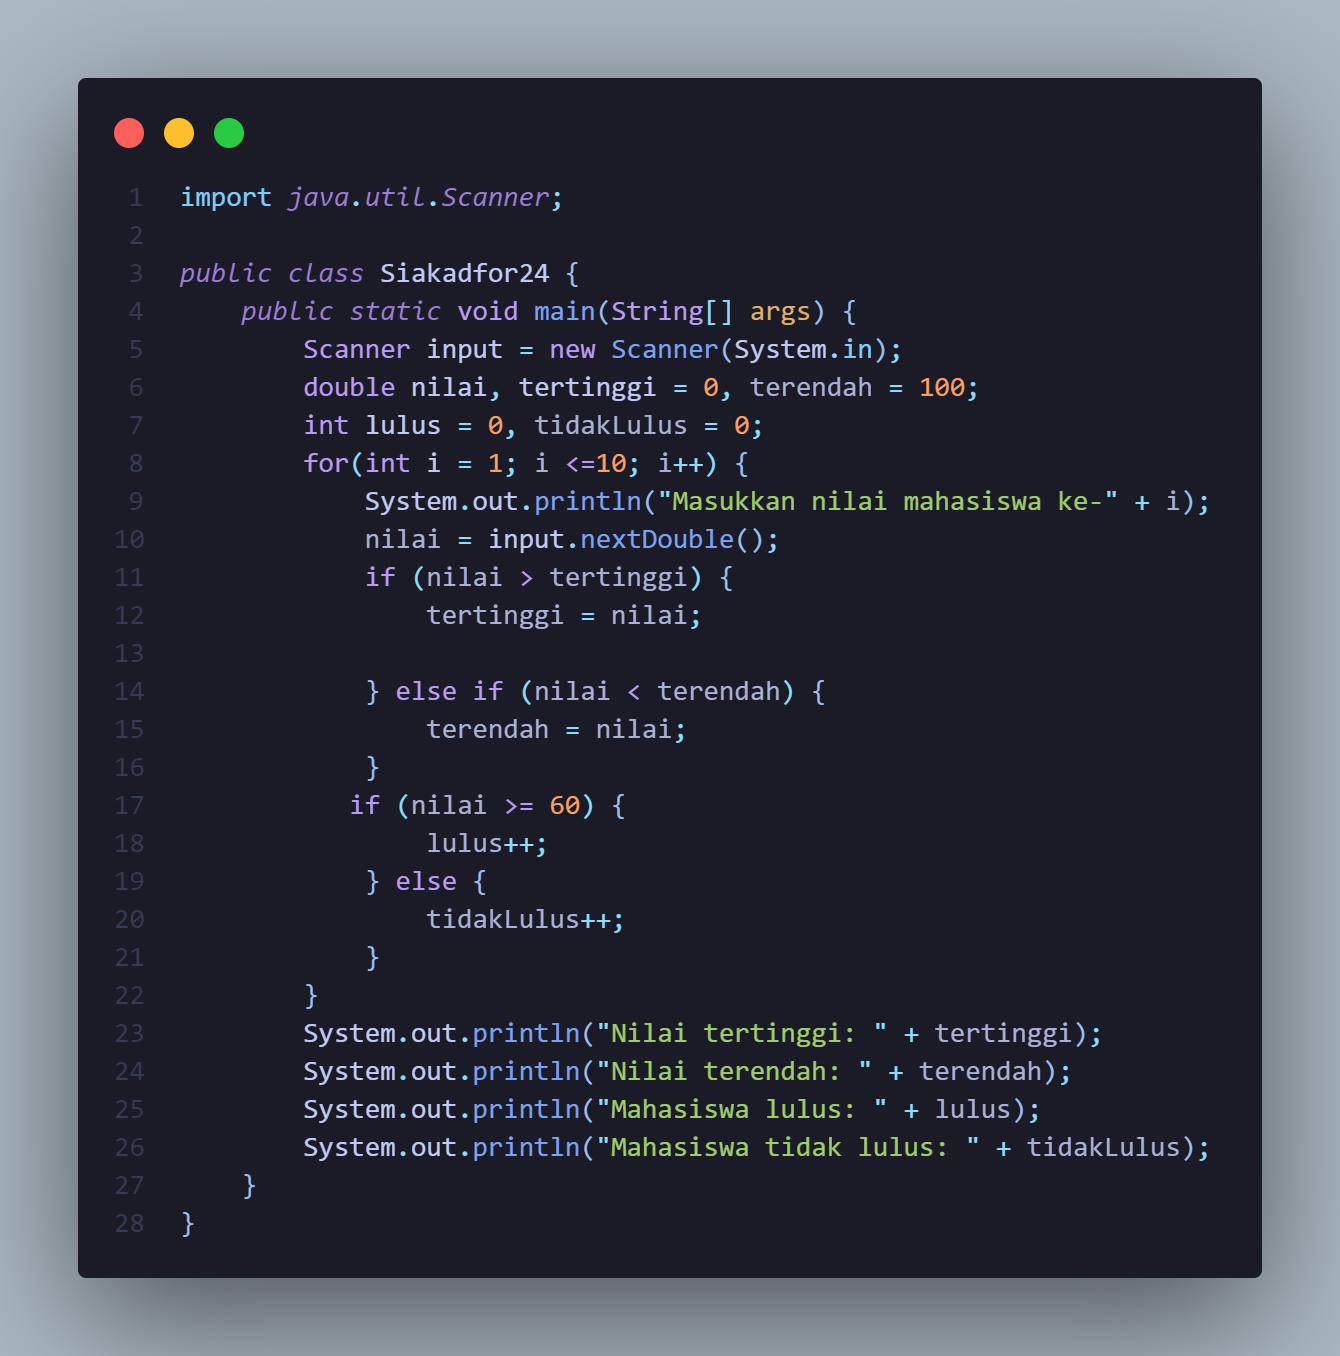 1 import java.util.Scanner;
2
3 public class Siakadfor24 {
4     public static void main(String[] args) {
5         Scanner input = new Scanner(System.in);
6         double nilai, tertinggi = 0, terendah = 100;
7         int lulus = 0, tidakLulus = 0;
8         for(int i = 1; i <=10; i++) {
9             System.out.println("Masukkan nilai mahasiswa ke-" + i);
10             nilai = input.nextDouble();
11             if (nilai > tertinggi) {
12                 tertinggi = nilai;
13
14             } else if (nilai < terendah) {
15                 terendah = nilai;
16             }
17            if (nilai >= 60) {
18                 lulus++;
19             } else {
20                 tidakLulus++;
21             }
22         }
23         System.out.println("Nilai tertinggi: " + tertinggi);
24         System.out.println("Nilai terendah: " + terendah);
25         System.out.println("Mahasiswa lulus: " + lulus);
26         System.out.println("Mahasiswa tidak lulus: " + tidakLulus);
27     }
28 }